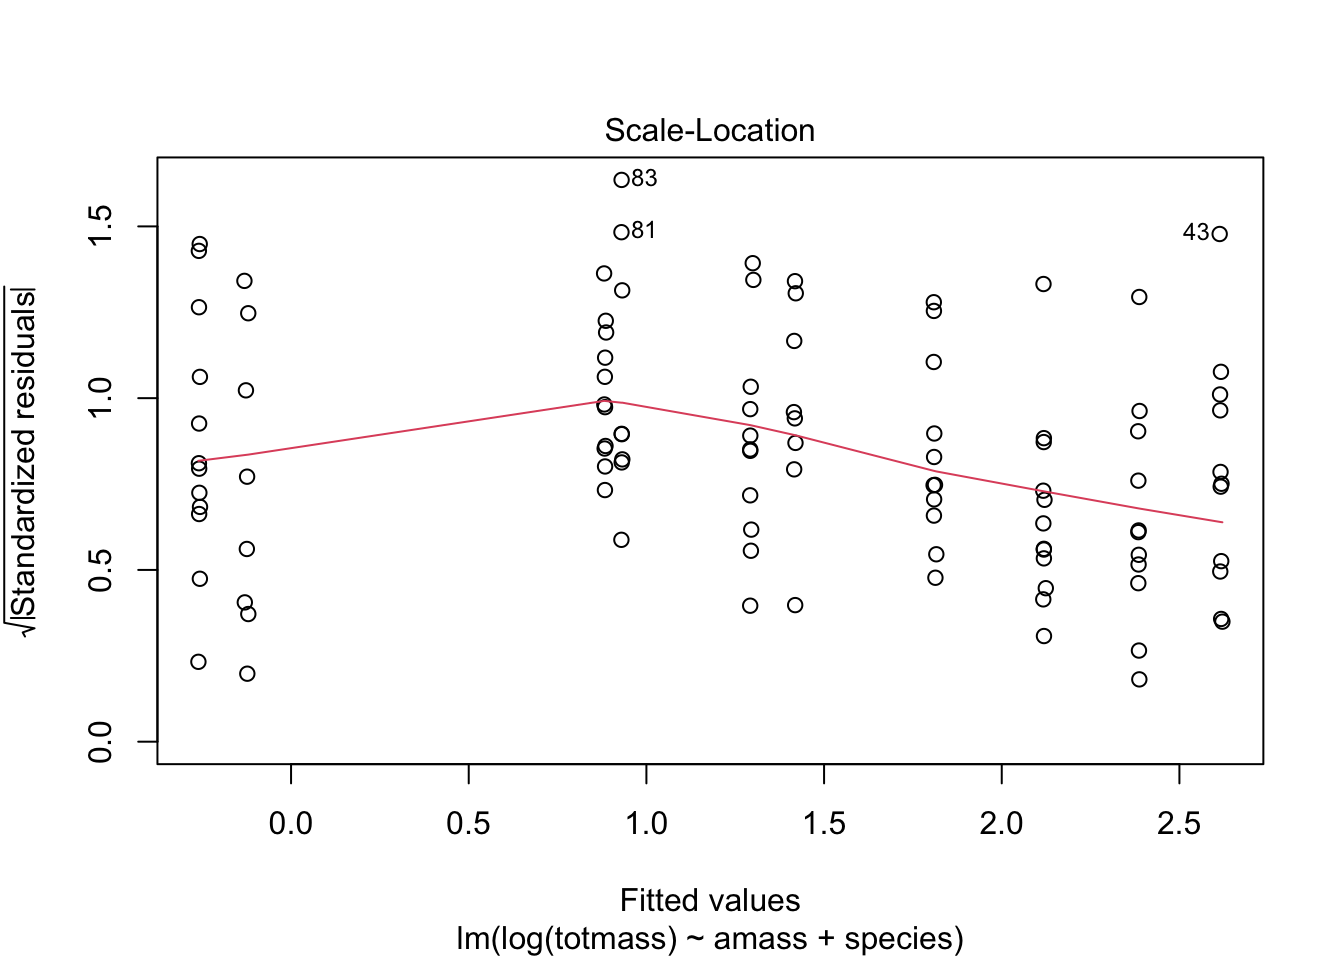 Scale-Location
83
81
43
1.5
1.0
0.5
0.0
√|Standardized residuals|
0.0 0.5 1.0 1.5 2.0 2.5
Fitted values
lm(log(totmass) ~ amass + species)